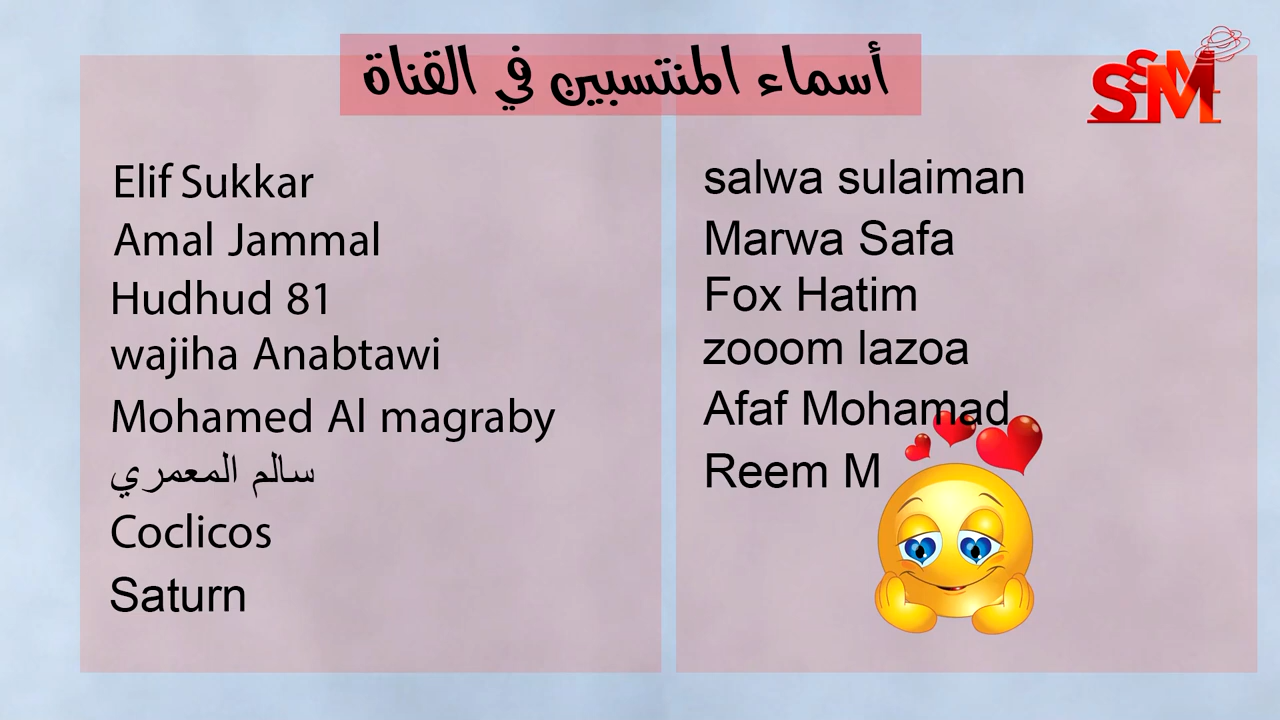 أسماء المنتسبين في القناة
SSM
Elif Sukkar
Amal Jammal
Hudhud 81
wajiha Anabtawi
Mohamed Al magraby
سالم المعمري
Coclicos
Saturn
salwa sulaiman
Marwa Safa
Fox Hatim
zooom lazoa
Afaf Mohamad
Reem M